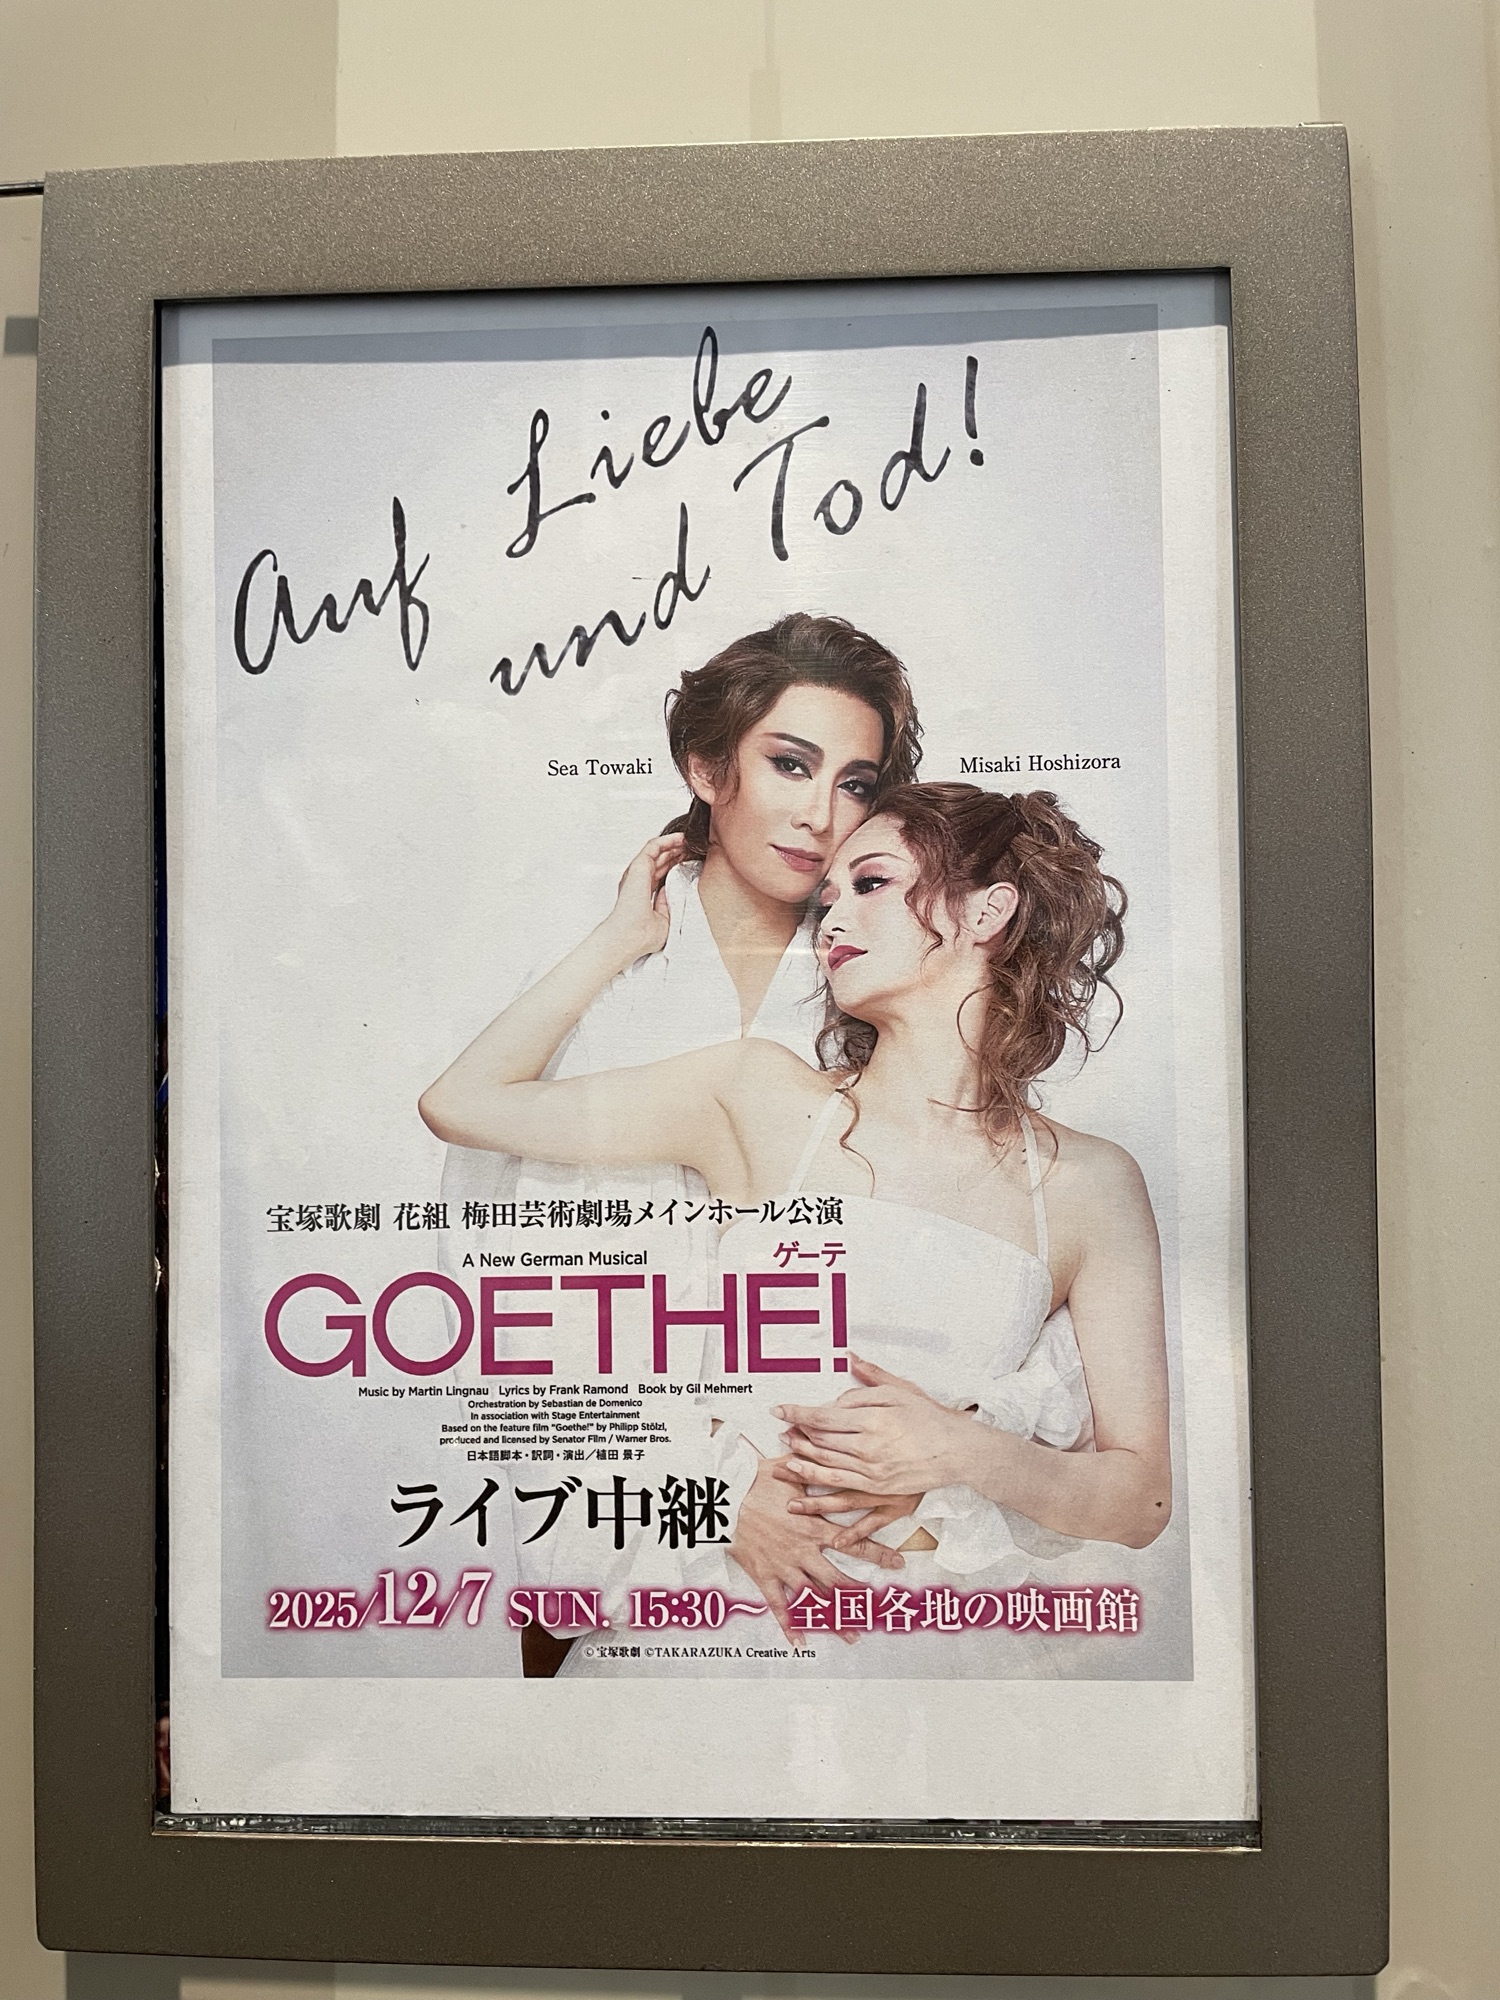 Auf Liebe
und Tod!
Sea Towaki
Misaki Hoshizora
宝塚歌劇 花組 梅田芸術劇場メインホール公演
A New German Musical
ゲーテ
GOETHE!
Music by Martin Lingnau Lyrics by Frank Ramond Book by Gil Mehmert
Orchestration by Sebastian de Domenico
In association with Stage Entertainment
Based on the feature film "Goethe!" by Philipp Stölzl,
produced and licensed by Senator Film / Warner Bros.
日本語脚本・訳詞・演出／植田 景子
ライブ中継
2025/12/7 SUN. 15:30〜 全国各地の映画館
© 宝塚歌劇 ©TAKARAZUKA Creative Arts